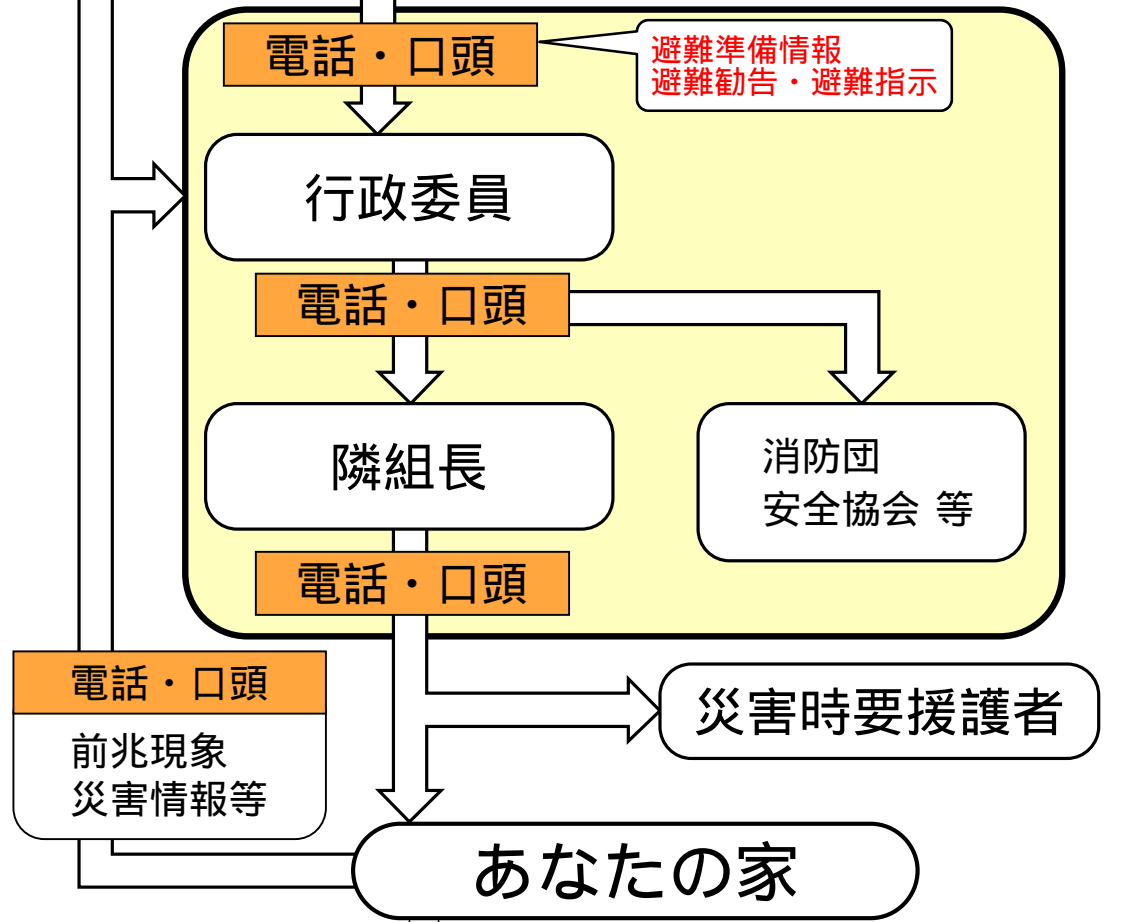 電話・口頭
避難準備情報
避難勧告・避難指示
行政委員
電話・口頭
隣組長
消防団
安全協会 等
電話・口頭
電話・口頭
前兆現象
災害情報等
災害時要援護者
あなたの家